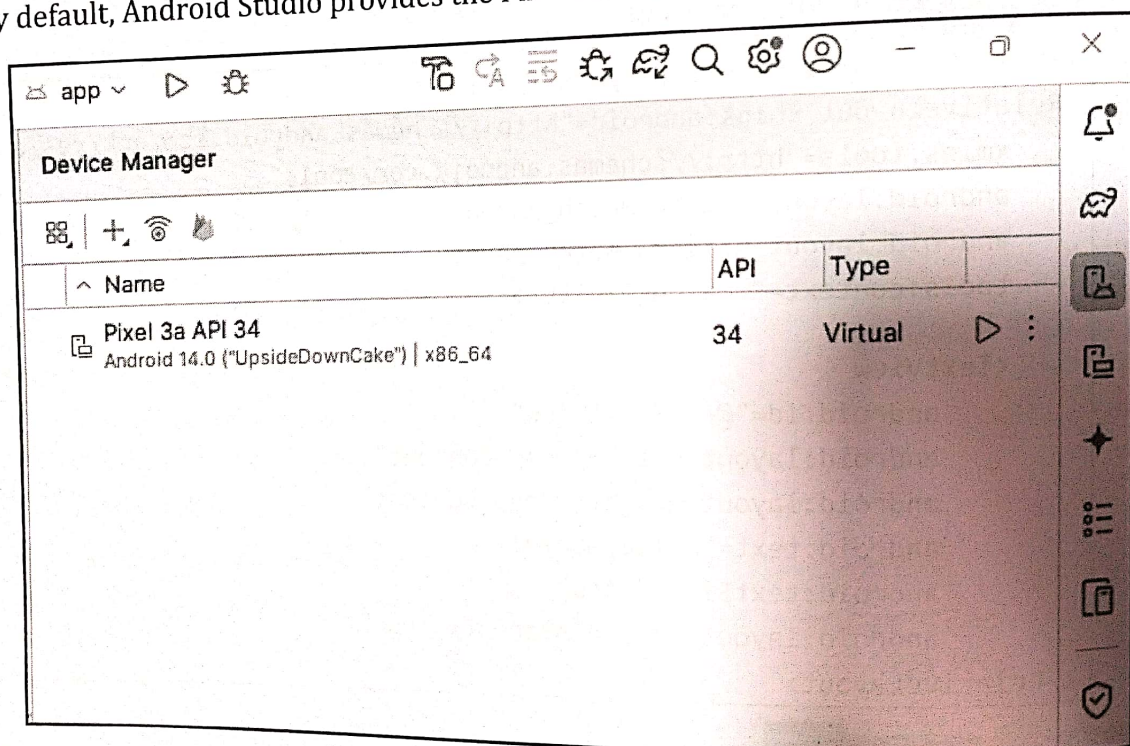 y default, Android Studio provides the
app
Device Manager
Name API Type
Pixel 3a API 34 34 Virtual
Android 14.0 ("UpsideDownCake") | x86_64